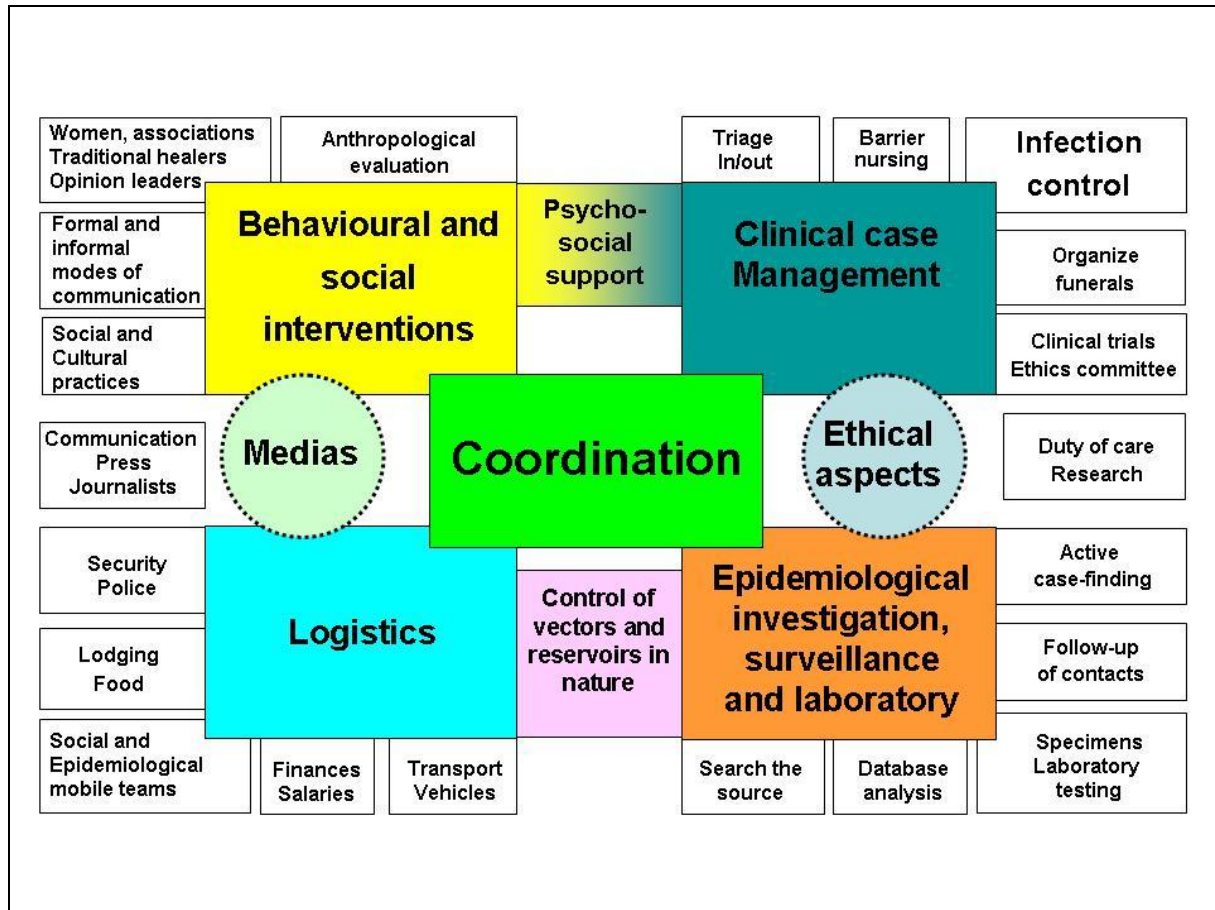 Women, associations
Traditional healers
Opinion leaders
Anthropological
evaluation
Triage
In/out
Barrier
nursing
Infection
control
Formal and
informal
modes of
communication
Behavioural and
social
interventions
Psycho-
social
support
Clinical case
Management
Organize
funerals
Social and
Cultural
practices
Clinical trials
Ethics committee
Communication
Press
Journalists
Medias
Coordination
Ethical
aspects
Duty of care
Research
Security
Police
Logistics
Control of
vectors and
reservoirs in
nature
Epidemiological
investigation,
surveillance
and laboratory
Active
case-finding
Lodging
Food
Follow-up
of contacts
Social and
Epidemiological
mobile teams
Finances
Salaries
Transport
Vehicles
Search the
source
Database
analysis
Specimens
Laboratory
testing